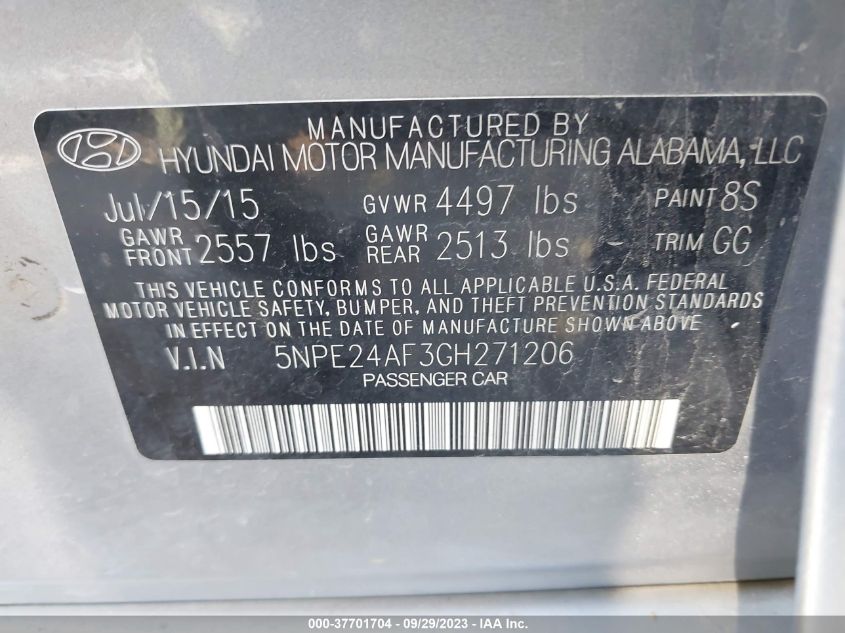 MANUFACTURED BY
HYUNDAI MOTOR MANUFACTURING ALABAMA, LLC
Jul/15/15 GVWR 4497 lbs PAINT 8S
GAWR FRONT 2557 lbs GAWR REAR 2513 lbs TRIM GG
THIS VEHICLE CONFORMS TO ALL APPLICABLE U.S.A. FEDERAL
MOTOR VEHICLE SAFETY, BUMPER, AND THEFT PREVENTION STANDARDS
IN EFFECT ON THE DATE OF MANUFACTURE SHOWN ABOVE
V.I.N 5NPE24AF3GH271206
PASSENGER CAR
000-37701704 - 09/29/2023 - IAA Inc.